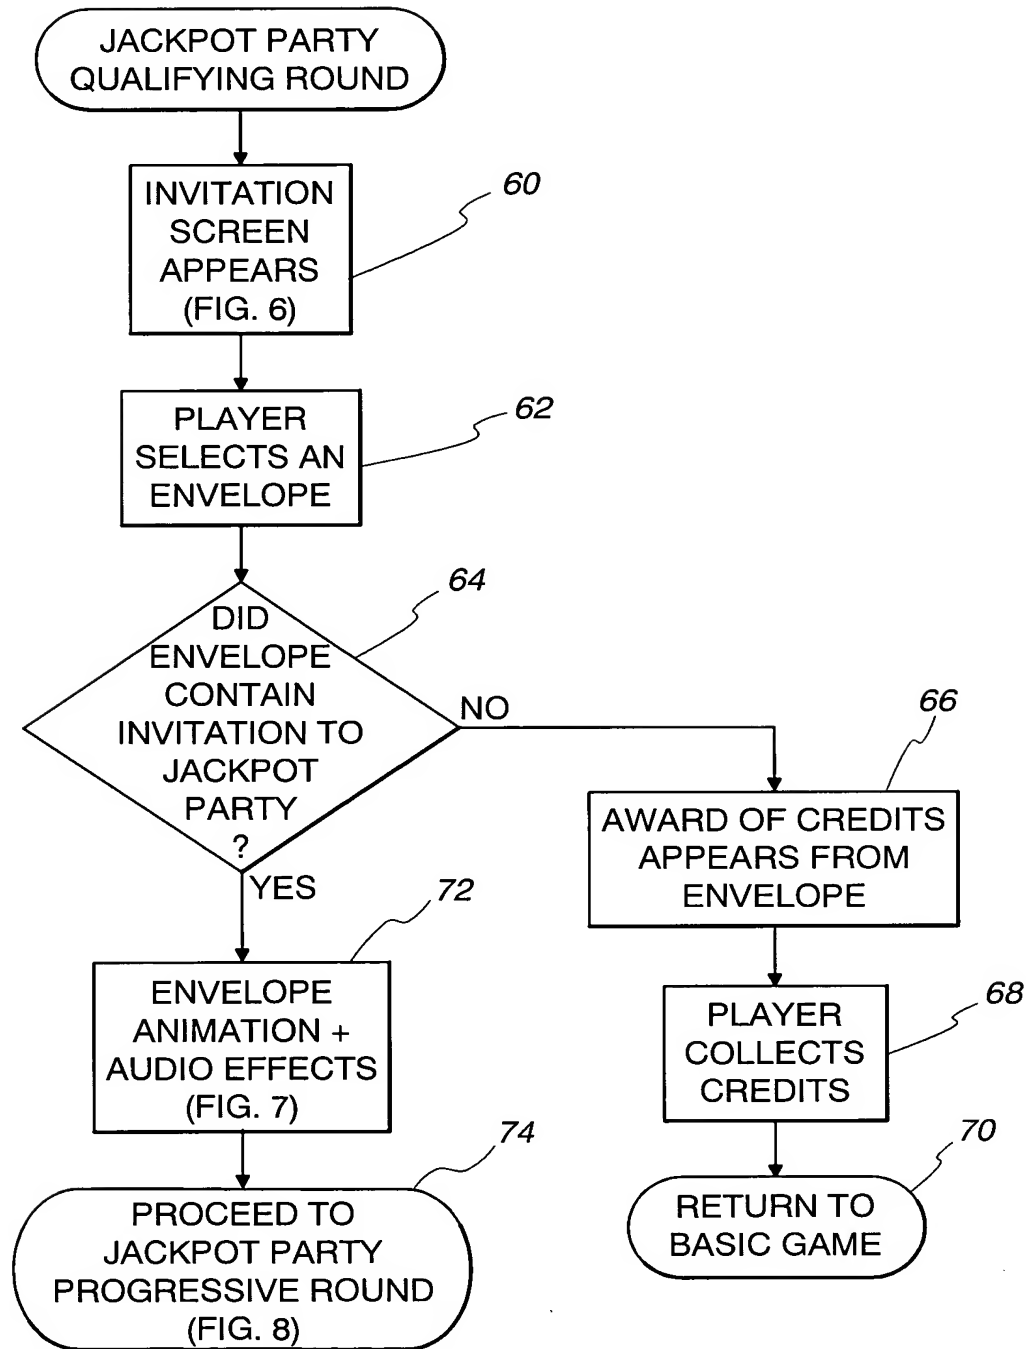 JACKPOT PARTY
QUALIFYING ROUND
INVITATION
SCREEN
APPEARS
(FIG. 6)
60
PLAYER
SELECTS AN
ENVELOPE
62
DID
ENVELOPE
CONTAIN
INVITATION TO
JACKPOT
PARTY
?
64
NO
YES
66
AWARD OF CREDITS
APPEARS FROM
ENVELOPE
72
ENVELOPE
ANIMATION +
AUDIO EFFECTS
(FIG. 7)
68
PLAYER
COLLECTS
CREDITS
74
PROCEED TO
JACKPOT PARTY
PROGRESSIVE ROUND
(FIG. 8)
70
RETURN TO
BASIC GAME